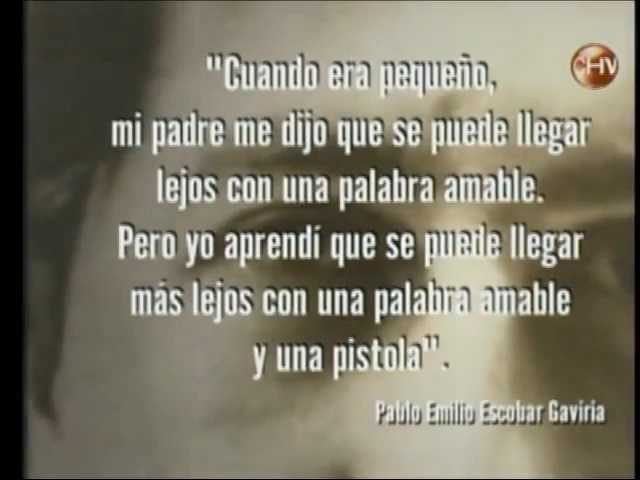 CHV
"Cuando era pequeño,
mi padre me dijo que se puede llegar
lejos con una palabra amable.
Pero yo aprendí que se puede llegar
más lejos con una palabra amable
y una pistola".
Pablo Emilio Escobar Gaviria